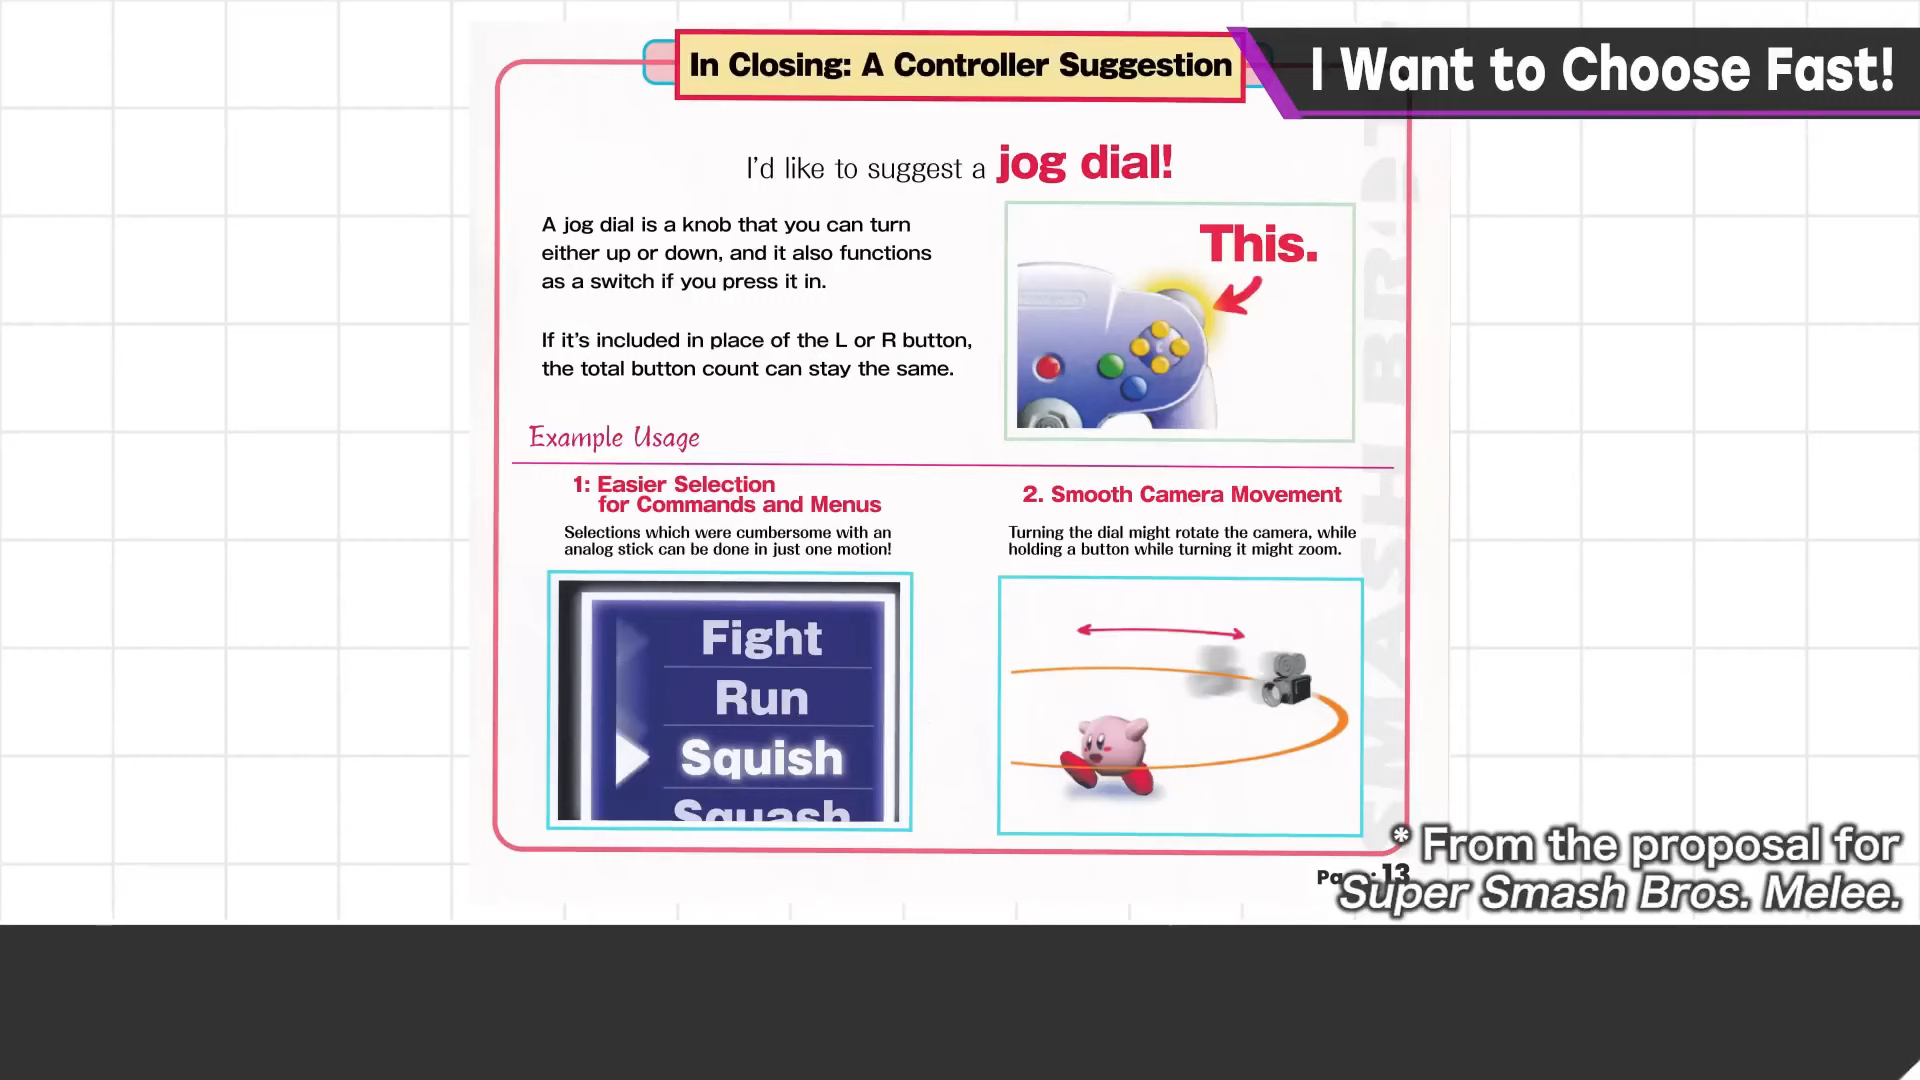 In Closing: A Controller Suggestion
I Want to Choose Fast!
I'd like to suggest a jog dial!
A jog dial is a knob that you can turn
either up or down, and it also functions
as a switch if you press it in.
If it's included in place of the L or R button,
the total button count can stay the same.
This.
Example Usage
1: Easier Selection
for Commands and Menus
Selections which were cumbersome with an
analog stick can be done in just one motion!
2. Smooth Camera Movement
Turning the dial might rotate the camera, while
holding a button while turning it might zoom.
Fight
Run
Squish
Squash
SMASH BR
* From the proposal for
Super Smash Bros. Melee.
13